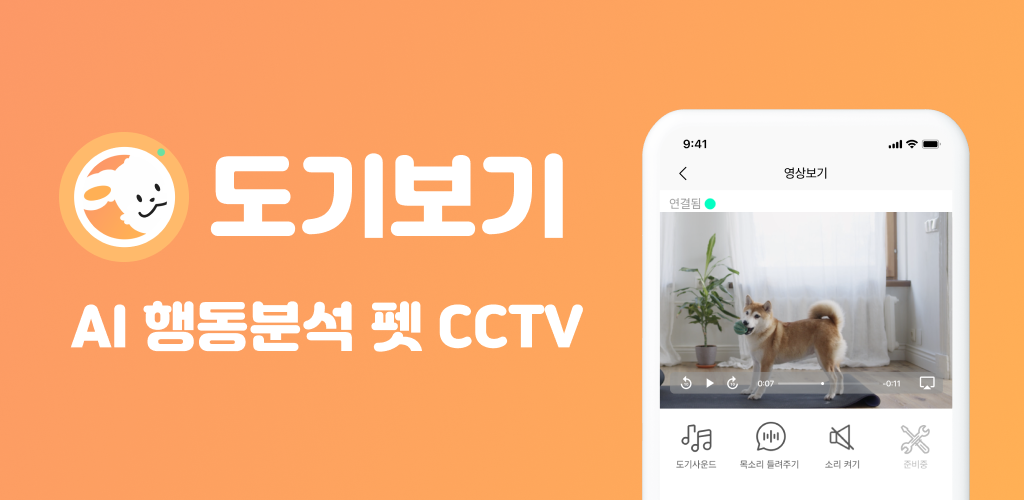 도기보기
AI 행동분석 펫 CCTV
9:41
영상보기
연결됨
0:07
-0:11
도기사운드
목소리 들려주기
소리 켜기
준비중